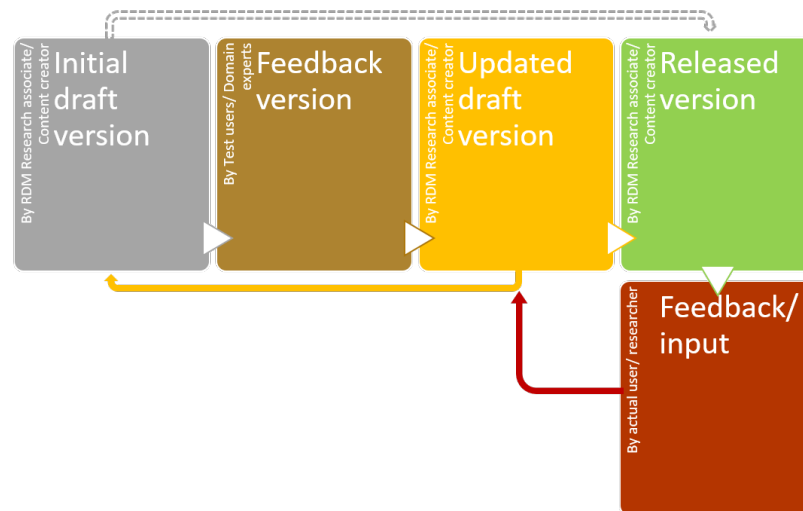 By RDM Research associate/
Content creator
Initial
draft
version
By Test users/ Domain
experts
Feedback
version
By RDM Research associate/
Content creator
Updated
draft
version
By RDM Research associate/
Content creator
Released
version
By actual user/ researcher
Feedback/
input